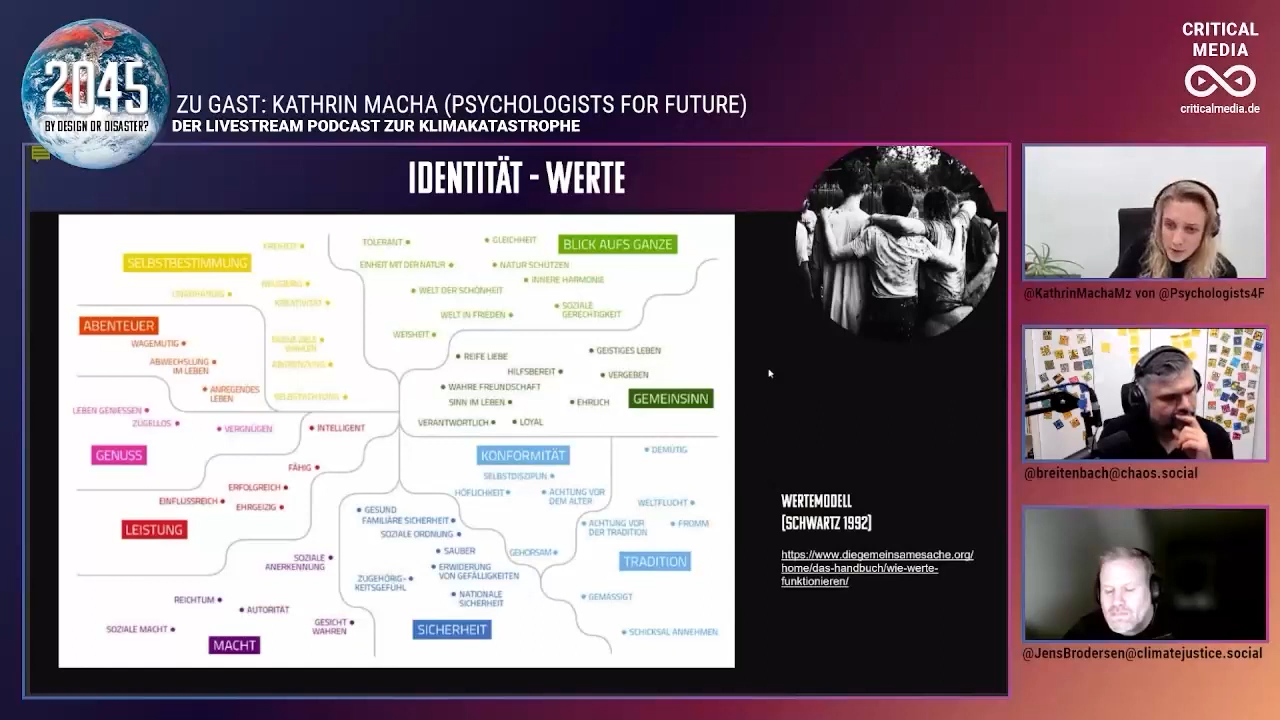 2045
BY DESIGN OR DISASTER?
ZU GAST: KATHRIN MACHA (PSYCHOLOGISTS FOR FUTURE)
DER LIVESTREAM PODCAST ZUR KLIMAKATASTROPHE
CRITICAL
MEDIA
criticalmedia.de
IDENTITÄT - WERTE
SELBSTBESTIMMUNG
FREIHEIT
NEUGIERIG
UNABHÄNGIG
KREATIVITÄT
WÄHLEN
SELBSTACHTUNG
TOLERANT
GLEICHHEIT
BLICK AUFS GANZE
EINHEIT MIT DER NATUR
NATUR SCHÜTZEN
INNERE HARMONIE
WELT DER SCHÖNHEIT
SOZIALE
GERECHTIGKEIT
WELT IN FRIEDEN
WEISHEIT
ABENTEUER
WAGEMUTIG
ABWECHSLUNG
IM LEBEN
ANREGENDES
LEBEN
REIFE LIEBE
GEISTIGES LEBEN
HILFSBEREIT
VERGEBEN
WAHRE FREUNDSCHAFT
SINN IM LEBEN
EHRLICH
GEMEINSINN
VERANTWORTLICH
LOYAL
LEBEN GENIESSEN
ZÜGELLOS
VERGNÜGEN
GENUSS
INTELLIGENT
FÄHIG
ERFOLGREICH
EINFLUSSREICH
EHRGEIZIG
LEISTUNG
KONFORMITÄT
SELBSTDISZIPLIN
HÖFLICHKEIT
ACHTUNG VOR
DEM ALTER
GEHORSAM
DEMÜTIG
WELTFLUCHT
ACHTUNG VOR
DER TRADITION
FROMM
TRADITION
GEMÄSSIGT
SCHICKSAL ANNEHMEN
GESUND
FAMILIÄRE SICHERHEIT
SOZIALE ORDNUNG
SAUBER
ERWIDERUNG
VON GEFÄLLIGKEITEN
ZUGEHÖRIG-
KEITSGEFÜHL
NATIONALE
SICHERHEIT
SICHERHEIT
SOZIALE
ANERKENNUNG
REICHTUM
AUTORITÄT
SOZIALE MACHT
GESICHT
WAHREN
MACHT
WERTEMODELL
(SCHWARTZ 1992)
https://www.diegemeinsamesache.org/
home/das-handbuch/wie-werte-
funktionieren/
@KathrinMachaMz von @Psychologists4F
@breitenbach@chaos.social
@JensBrodersen@climatejustice.social